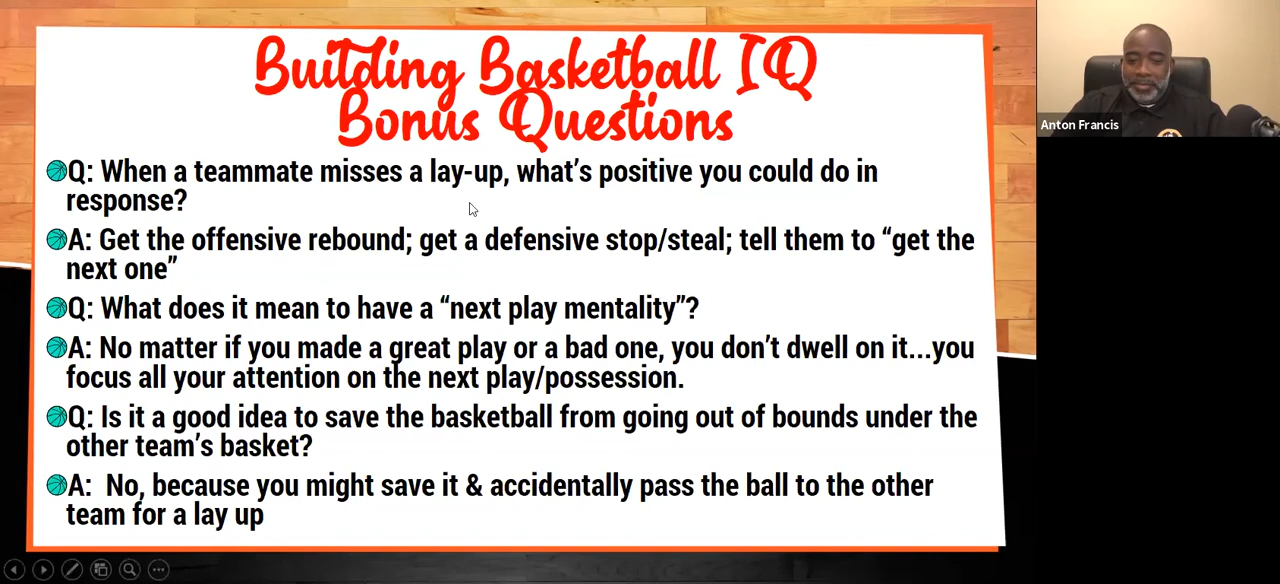 Building Basketball IQ
Bonus Questions
Q: When a teammate misses a lay-up, what’s positive you could do in
response?
A: Get the offensive rebound; get a defensive stop/steal; tell them to “get the
next one”
Q: What does it mean to have a “next play mentality”?
A: No matter if you made a great play or a bad one, you don’t dwell on it...you
focus all your attention on the next play/possession.
Q: Is it a good idea to save the basketball from going out of bounds under the
other team’s basket?
A: No, because you might save it & accidentally pass the ball to the other
team for a lay up
Anton Francis